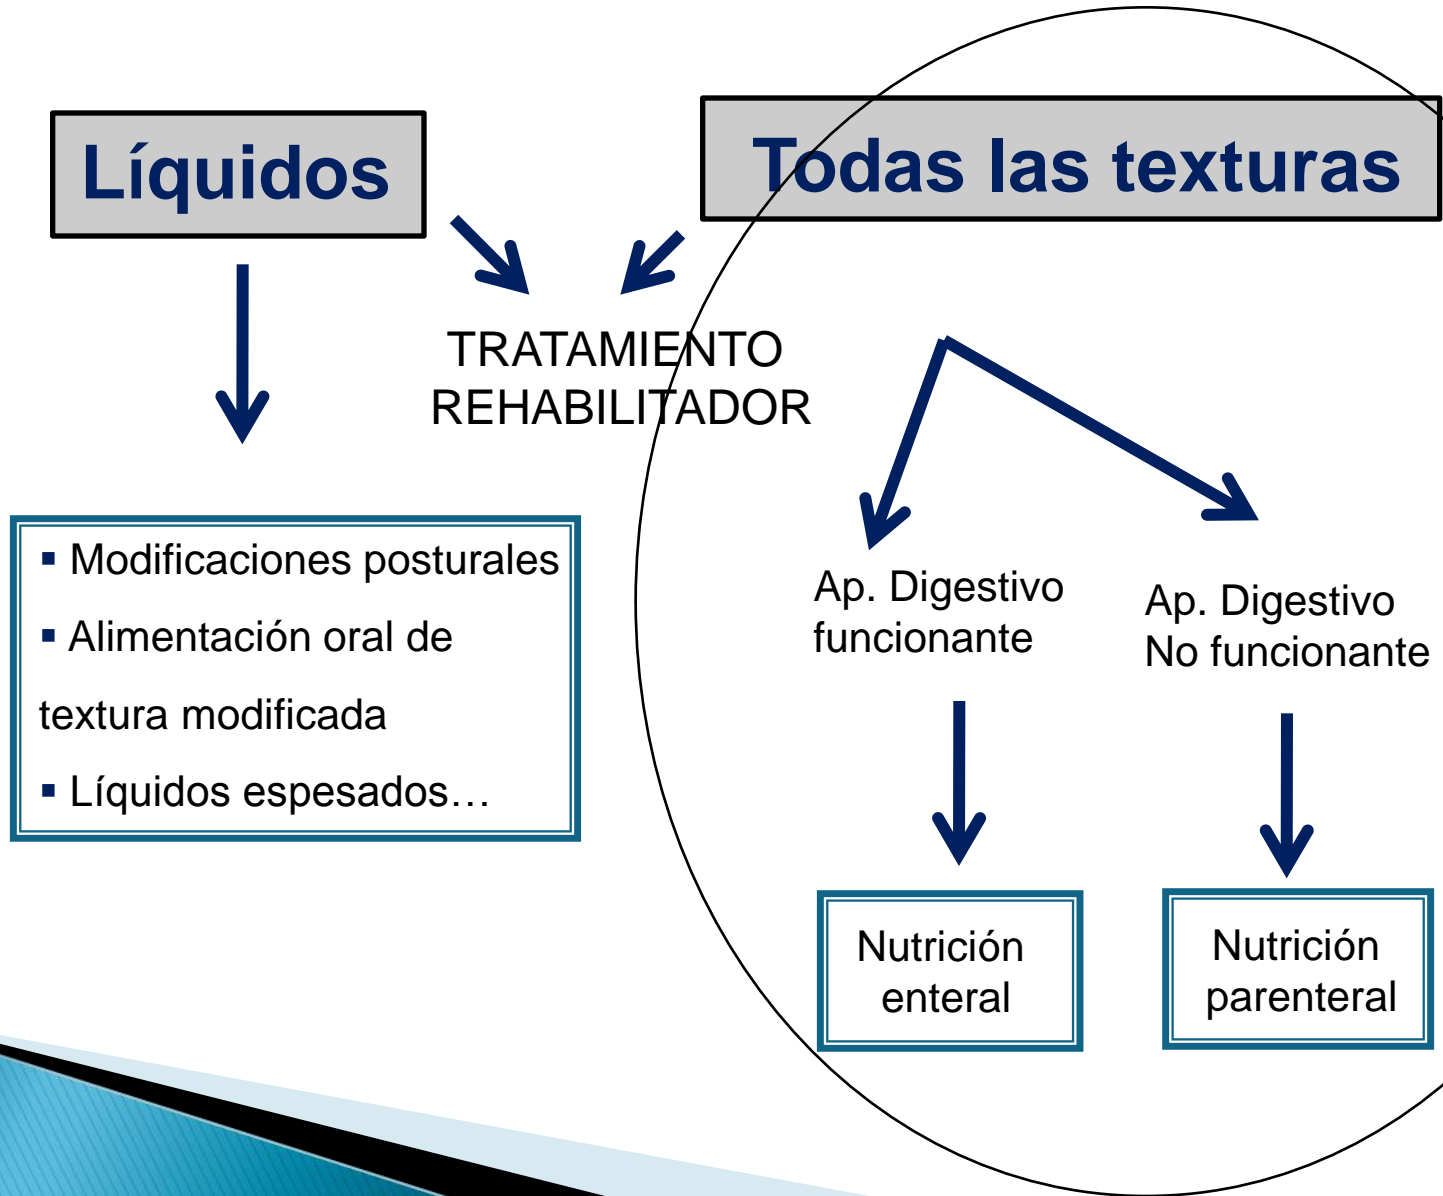 Líquidos
Todas las texturas
TRATAMIENTO
REHABILITADOR
▪ Modificaciones posturales
▪ Alimentación oral de
textura modificada
▪ Líquidos espesados…
Ap. Digestivo
funcionante
Ap. Digestivo
No funcionante
Nutrición
enteral
Nutrición
parenteral